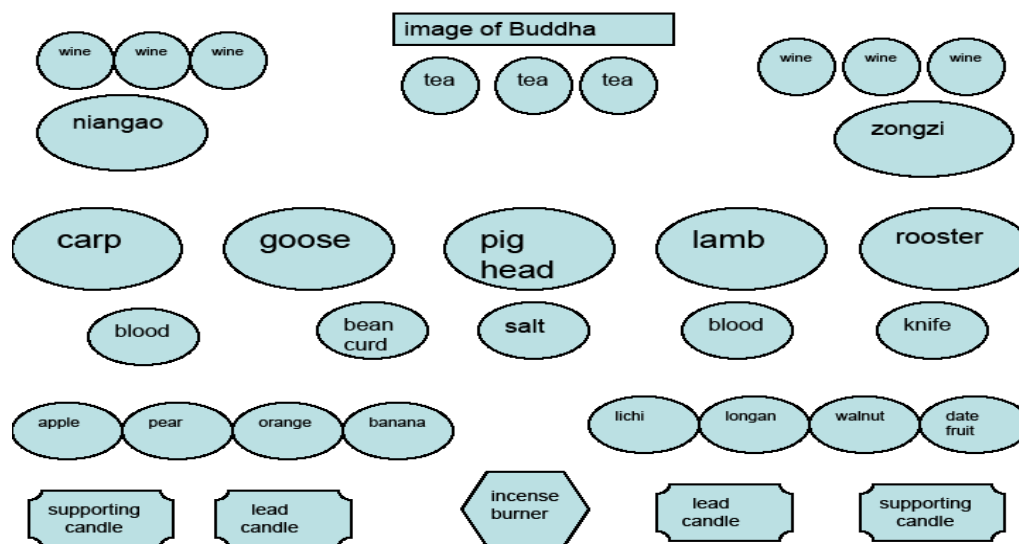 image of Buddha
wine
wine
wine
wine
wine
wine
tea
tea
tea
niangao
zongzi
carp
goose
pig
head
lamb
rooster
blood
bean
curd
salt
blood
knife
apple
pear
orange
banana
lichi
longan
walnut
date
fruit
supporting
candle
lead
candle
incense
burner
lead
candle
supporting
candle